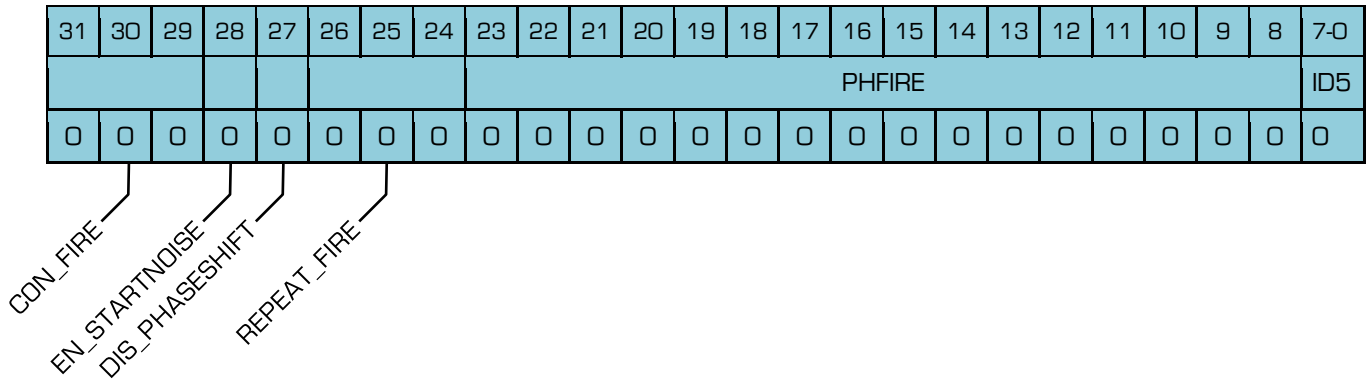 31 30 29 28 27 26 25 24 23 22 21 20 19 18 17 16 15 14 13 12 11 10 9 8 7-0
PHFIRE ID5
0 0 0 0 0 0 0 0 0 0 0 0 0 0 0 0 0 0 0 0 0 0 0 0 0
CON_FIRE
EN_STARTNOISE
DIS_PHASESHIFT
REPEAT_FIRE